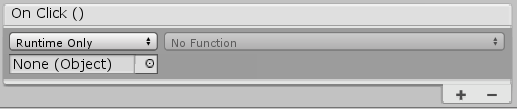 On Click ()
Runtime Only No Function
None (Object)
+ −